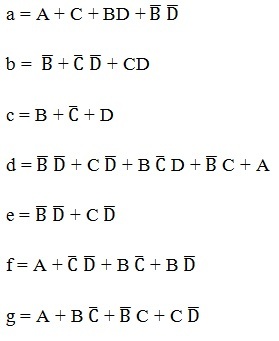 a = A + C + BD + B̅ D̅
b = B̅ + C̅ D̅ + CD
c = B + C̅ + D
d = B̅ D̅ + C D̅ + B C̅ D + B̅ C + A
e = B̅ D̅ + C D̅
f = A + C̅ D̅ + B C̅ + B D̅
g = A + B C̅ + B̅ C + C D̅